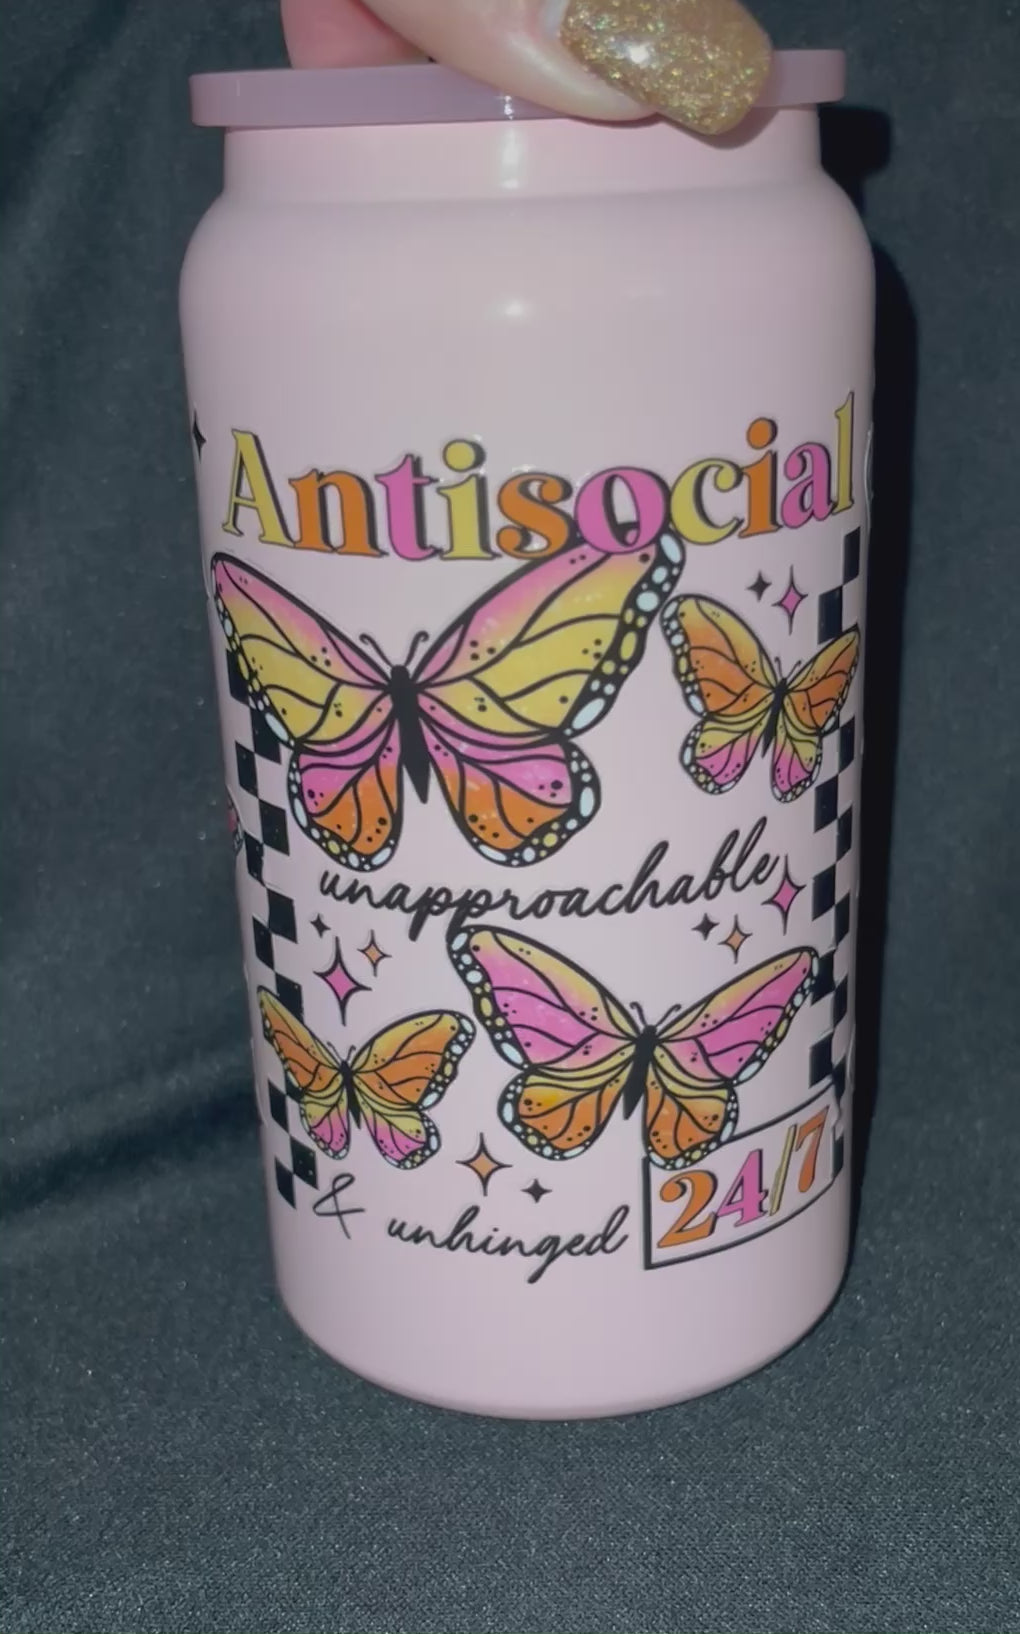 Antisocial
unapproachable
& unhinged 24/7